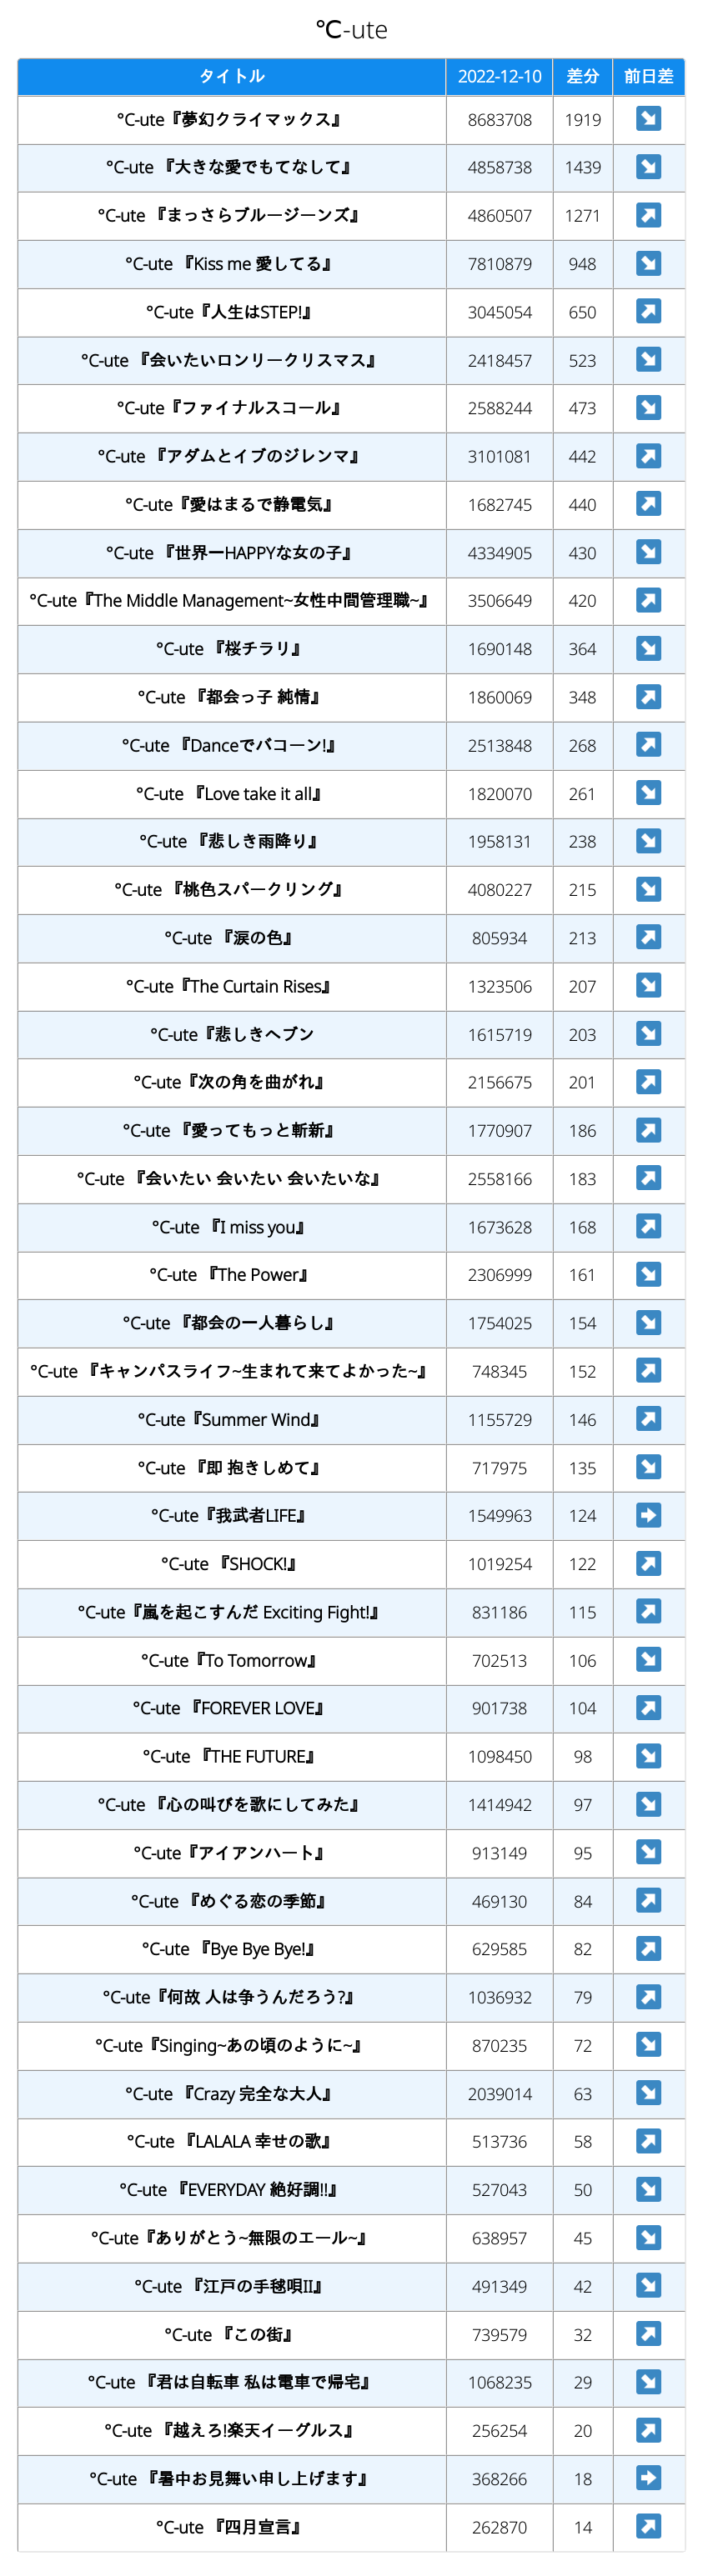 ℃-ute
タイトル 2022-12-10 差分 前日差
°C-ute『夢幻クライマックス』 8683708 1919 ↘
°C-ute 『大きな愛でもてなして』 4858738 1439 ↘
°C-ute 『まっさらブルージーンズ』 4860507 1271 ↗
°C-ute 『Kiss me 愛してる』 7810879 948 ↘
°C-ute『人生はSTEP!』 3045054 650 ↗
°C-ute 『会いたいロンリークリスマス』 2418457 523 ↘
°C-ute『ファイナルスコール』 2588244 473 ↘
°C-ute 『アダムとイブのジレンマ』 3101081 442 ↗
°C-ute『愛はまるで静電気』 1682745 440 ↗
°C-ute 『世界一HAPPYな女の子』 4334905 430 ↘
°C-ute『The Middle Management~女性中間管理職~』 3506649 420 ↗
°C-ute 『桜チラリ』 1690148 364 ↘
°C-ute 『都会っ子 純情』 1860069 348 ↗
°C-ute 『Danceでバコーン!』 2513848 268 ↗
°C-ute 『Love take it all』 1820070 261 ↘
°C-ute 『悲しき雨降り』 1958131 238 ↘
°C-ute 『桃色スパークリング』 4080227 215 ↘
°C-ute 『涙の色』 805934 213 ↗
°C-ute『The Curtain Rises』 1323506 207 ↘
°C-ute『悲しきヘブン 1615719 203 ↘
°C-ute『次の角を曲がれ』 2156675 201 ↗
°C-ute 『愛ってもっと斬新』 1770907 186 ↗
°C-ute 『会いたい 会いたい 会いたいな』 2558166 183 ↗
°C-ute 『I miss you』 1673628 168 ↗
°C-ute 『The Power』 2306999 161 ↘
°C-ute 『都会の一人暮らし』 1754025 154 ↘
°C-ute 『キャンパスライフ~生まれて来てよかった~』 748345 152 ↗
°C-ute『Summer Wind』 1155729 146 ↗
°C-ute 『即 抱きしめて』 717975 135 ↘
°C-ute『我武者LIFE』 1549963 124 →
°C-ute 『SHOCK!』 1019254 122 ↗
°C-ute『嵐を起こすんだ Exciting Fight!』 831186 115 ↗
°C-ute『To Tomorrow』 702513 106 ↘
°C-ute 『FOREVER LOVE』 901738 104 ↗
°C-ute 『THE FUTURE』 1098450 98 ↘
°C-ute 『心の叫びを歌にしてみた』 1414942 97 ↘
°C-ute『アイアンハート』 913149 95 ↘
°C-ute 『めぐる恋の季節』 469130 84 ↗
°C-ute 『Bye Bye Bye!』 629585 82 ↗
°C-ute『何故 人は争うんだろう?』 1036932 79 ↗
°C-ute『Singing~あの頃のように~』 870235 72 ↘
°C-ute 『Crazy 完全な大人』 2039014 63 ↘
°C-ute 『LALALA 幸せの歌』 513736 58 ↗
°C-ute 『EVERYDAY 絶好調!!』 527043 50 ↘
°C-ute『ありがとう~無限のエール~』 638957 45 ↘
°C-ute 『江戸の手毬唄II』 491349 42 ↘
°C-ute 『この街』 739579 32 ↗
°C-ute 『君は自転車 私は電車で帰宅』 1068235 29 ↘
°C-ute 『越えろ!楽天イーグルス』 256254 20 ↗
°C-ute 『暑中お見舞い申し上げます』 368266 18 →
°C-ute 『四月宣言』 262870 14 ↗